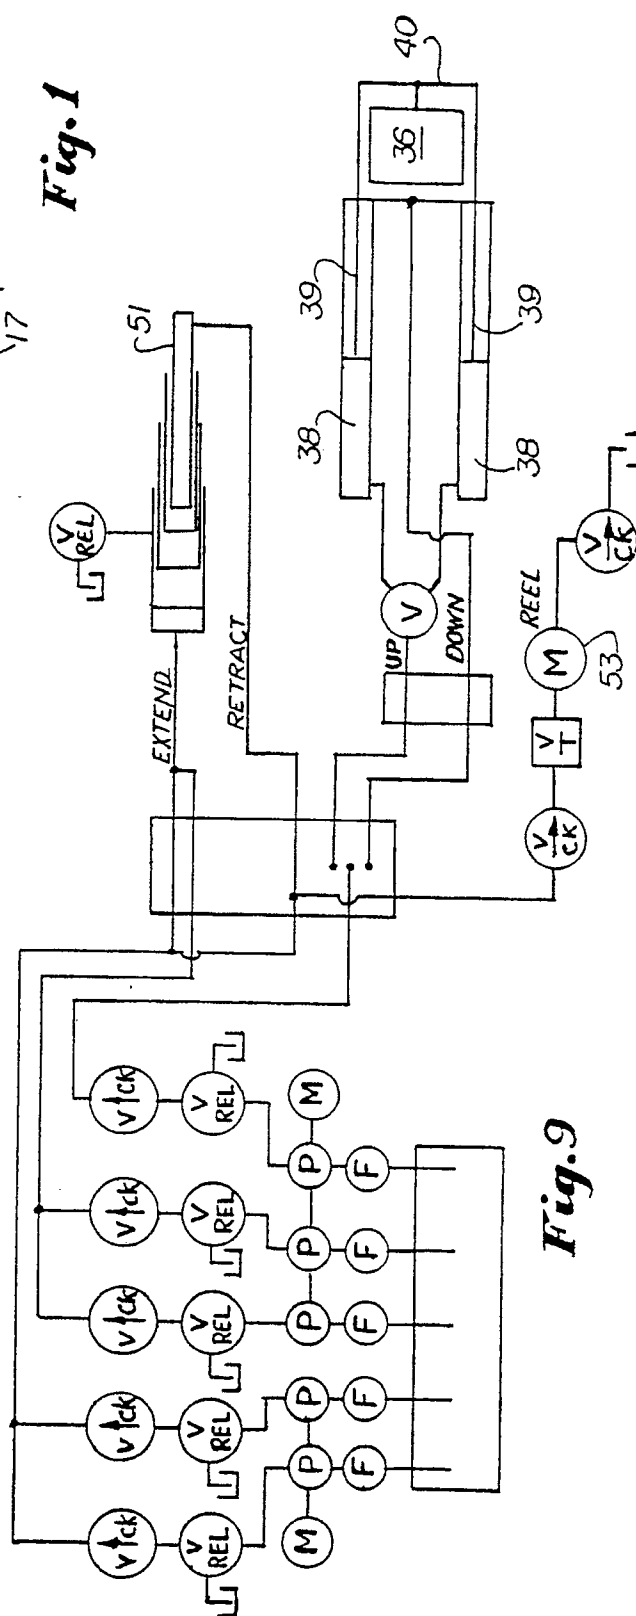 Fig. 1
17
40
36
39
39
38
38
51
V REL
EXTEND
RETRACT
UP
DOWN
V
REEL
V CK
M
53
V T
V CK
V CK
V CK
V CK
V CK
V CK
V REL
V REL
V REL
V REL
V REL
M
P
P
P
P
P
M
F
F
F
F
F
Fig. 9